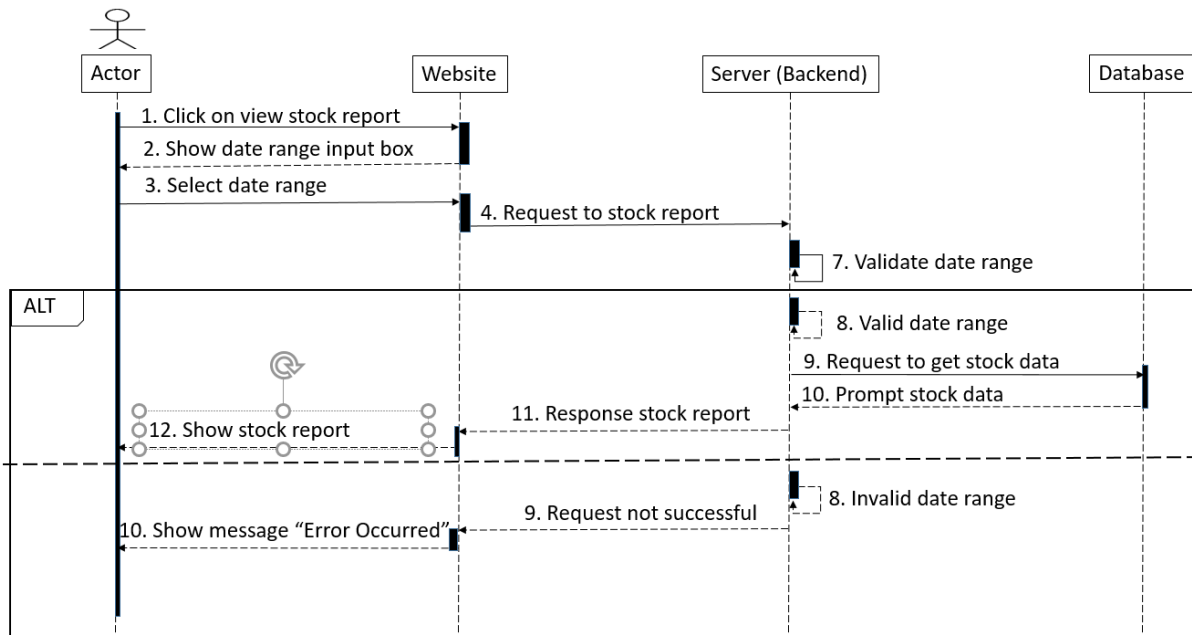 Actor
Website
Server (Backend)
Database
1. Click on view stock report
2. Show date range input box
3. Select date range
4. Request to stock report
7. Validate date range
ALT
8. Valid date range
9. Request to get stock data
10. Prompt stock data
11. Response stock report
12. Show stock report
8. Invalid date range
9. Request not successful
10. Show message “Error Occurred”